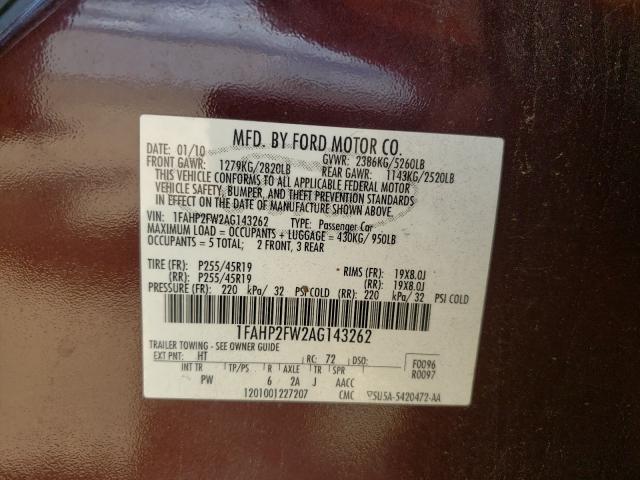 MFD. BY FORD MOTOR CO.
DATE: 01/10 GVWR: 2386KG/5260LB
FRONT GAWR: 1279KG/2820LB REAR GAWR: 1143KG/2520LB
THIS VEHICLE CONFORMS TO ALL APPLICABLE FEDERAL MOTOR
VEHICLE SAFETY, BUMPER, AND THEFT PREVENTION STANDARDS
IN EFFECT ON THE DATE OF MANUFACTURE SHOWN ABOVE.
VIN: 1FAHP2FW2AG143262 TYPE: Passenger Car
MAXIMUM LOAD = OCCUPANTS + LUGGAGE = 430KG/ 950LB
OCCUPANTS = 5 TOTAL; 2 FRONT, 3 REAR
TIRE (FR): P255/45R19 RIMS (FR): 19X8.0J
(RR): P255/45R19 (RR): 19X8.0J
PRESSURE (FR): 220 kPa/ 32 PSI COLD (RR): 220 kPa/ 32 PSI COLD
1FAHP2FW2AG143262
TRAILER TOWING - SEE OWNER GUIDE
EXT PNT: HT RC: 72 DSO: F0096
R0097
INT TR TP/PS R AXLE TR SPR
PW 6 2A J AACC
1201001227207 CMC 5U5A-5420472-AA